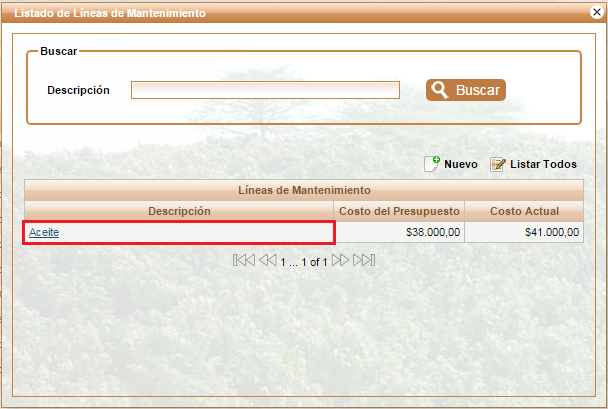 Listado de Líneas de Mantenimiento
Buscar
Descripción
Buscar
Nuevo Listar Todos
Líneas de Mantenimiento
Descripción Costo del Presupuesto Costo Actual
Aceite $38.000,00 $41.000,00
1 ... 1 of 1